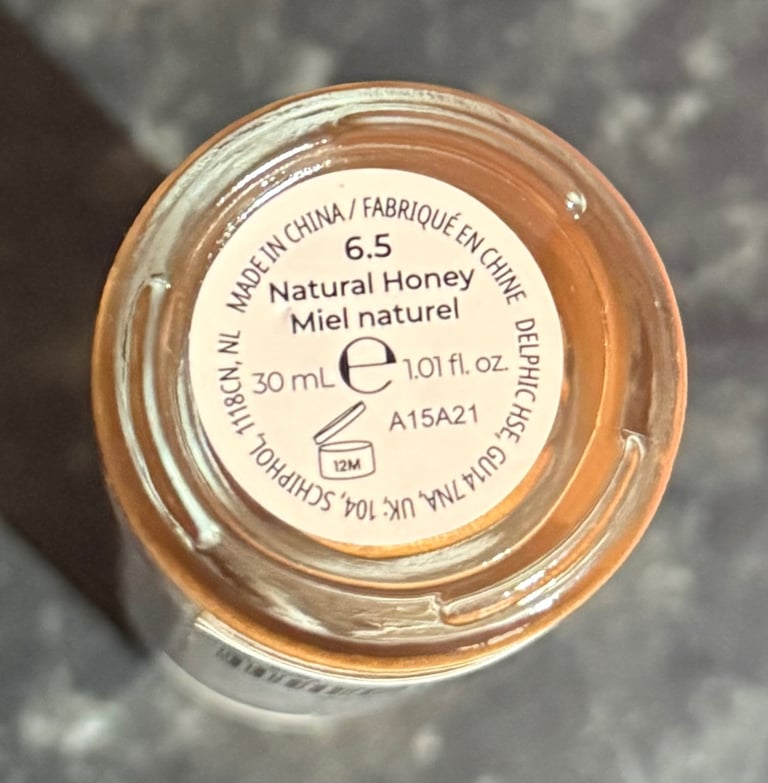 MADE IN CHINA / FABRIQUÉ EN CHINE
DELPHIC HSE, GU14 7NA, UK; 104, SCHIPHOL, 1118CN, NL
6.5
Natural Honey
Miel naturel
30 mL e 1.01 fl. oz.
A15A21
12M